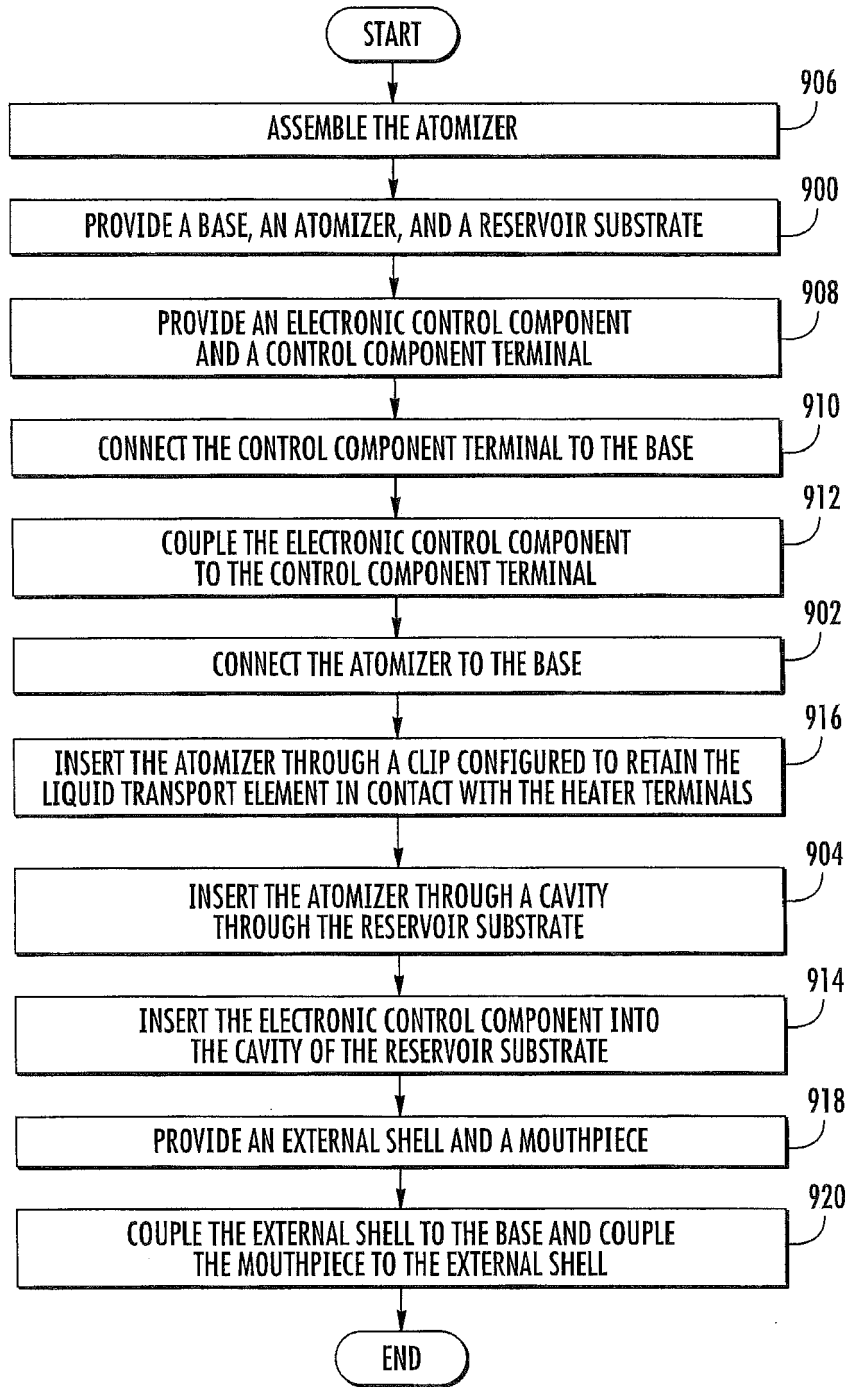 START
906
ASSEMBLE THE ATOMIZER
900
PROVIDE A BASE, AN ATOMIZER, AND A RESERVOIR SUBSTRATE
908
PROVIDE AN ELECTRONIC CONTROL COMPONENT
AND A CONTROL COMPONENT TERMINAL
910
CONNECT THE CONTROL COMPONENT TERMINAL TO THE BASE
912
COUPLE THE ELECTRONIC CONTROL COMPONENT
TO THE CONTROL COMPONENT TERMINAL
902
CONNECT THE ATOMIZER TO THE BASE
916
INSERT THE ATOMIZER THROUGH A CLIP CONFIGURED TO RETAIN THE
LIQUID TRANSPORT ELEMENT IN CONTACT WITH THE HEATER TERMINALS
904
INSERT THE ATOMIZER THROUGH A CAVITY
THROUGH THE RESERVOIR SUBSTRATE
914
INSERT THE ELECTRONIC CONTROL COMPONENT INTO
THE CAVITY OF THE RESERVOIR SUBSTRATE
918
PROVIDE AN EXTERNAL SHELL AND A MOUTHPIECE
920
COUPLE THE EXTERNAL SHELL TO THE BASE AND COUPLE
THE MOUTHPIECE TO THE EXTERNAL SHELL
END